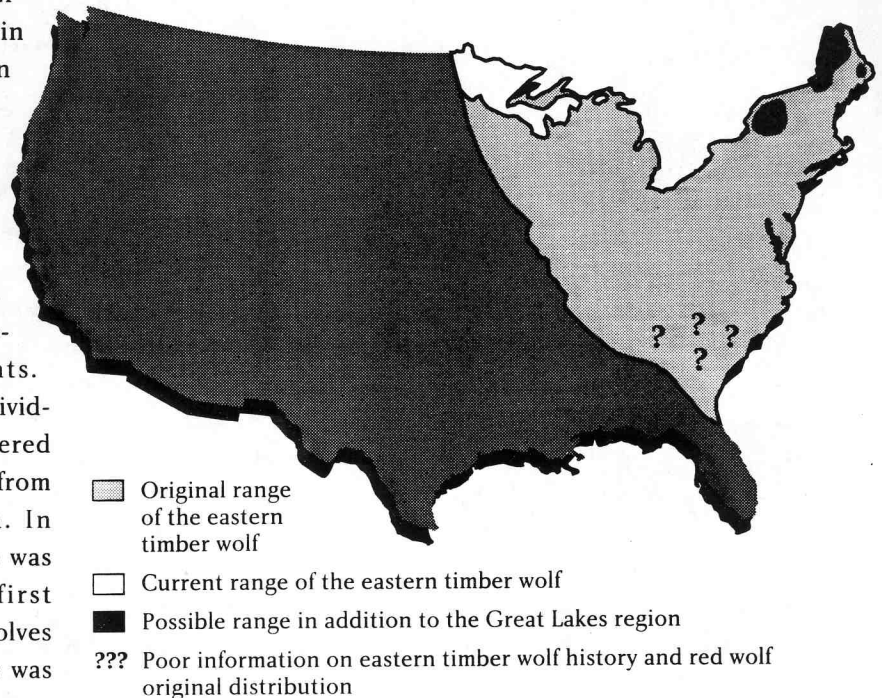 in
n
-
ts.
ivid-
ered
from
. In
was
first
olves
was
? ? ? ?
Original range
of the eastern
timber wolf
Current range of the eastern timber wolf
Possible range in addition to the Great Lakes region
??? Poor information on eastern timber wolf history and red wolf
original distribution